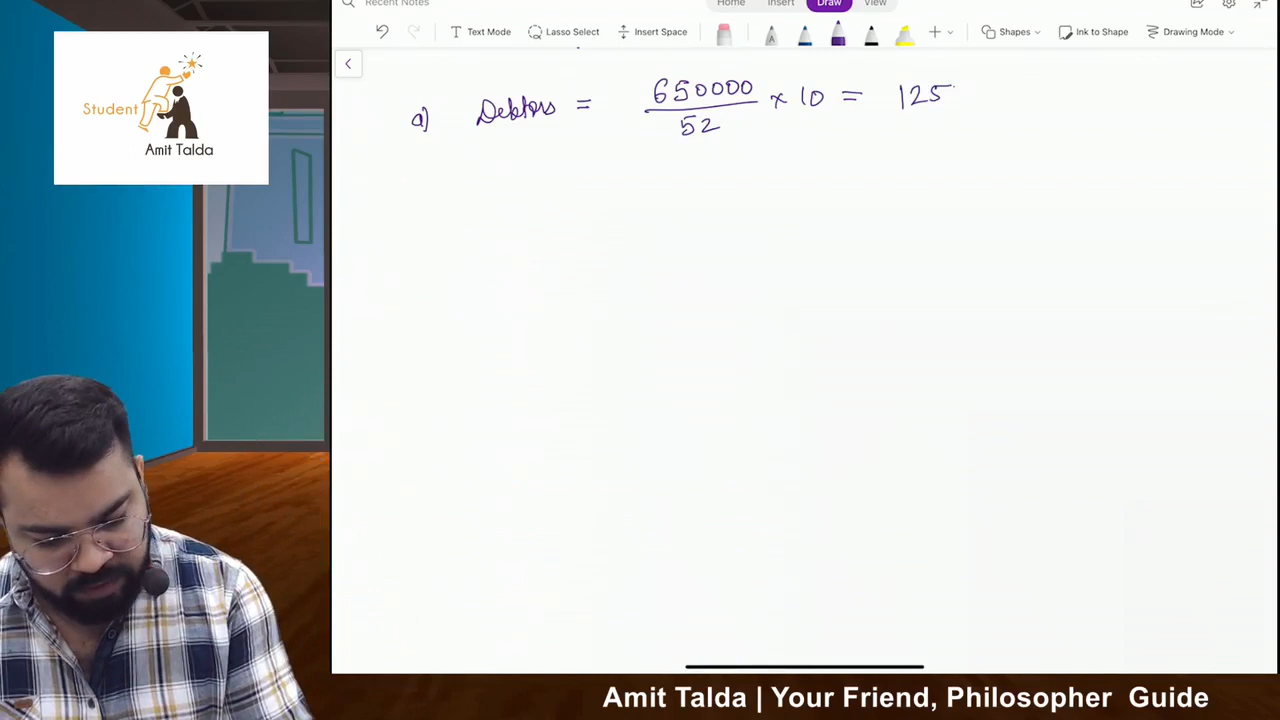 Recent Notes
Home Insert Draw View
Text Mode Lasso Select Insert Space Shapes Ink to Shape Drawing Mode
a) Debtors = 650000 / 52 × 10 = 125
Student
Amit Talda
Amit Talda | Your Friend, Philosopher Guide